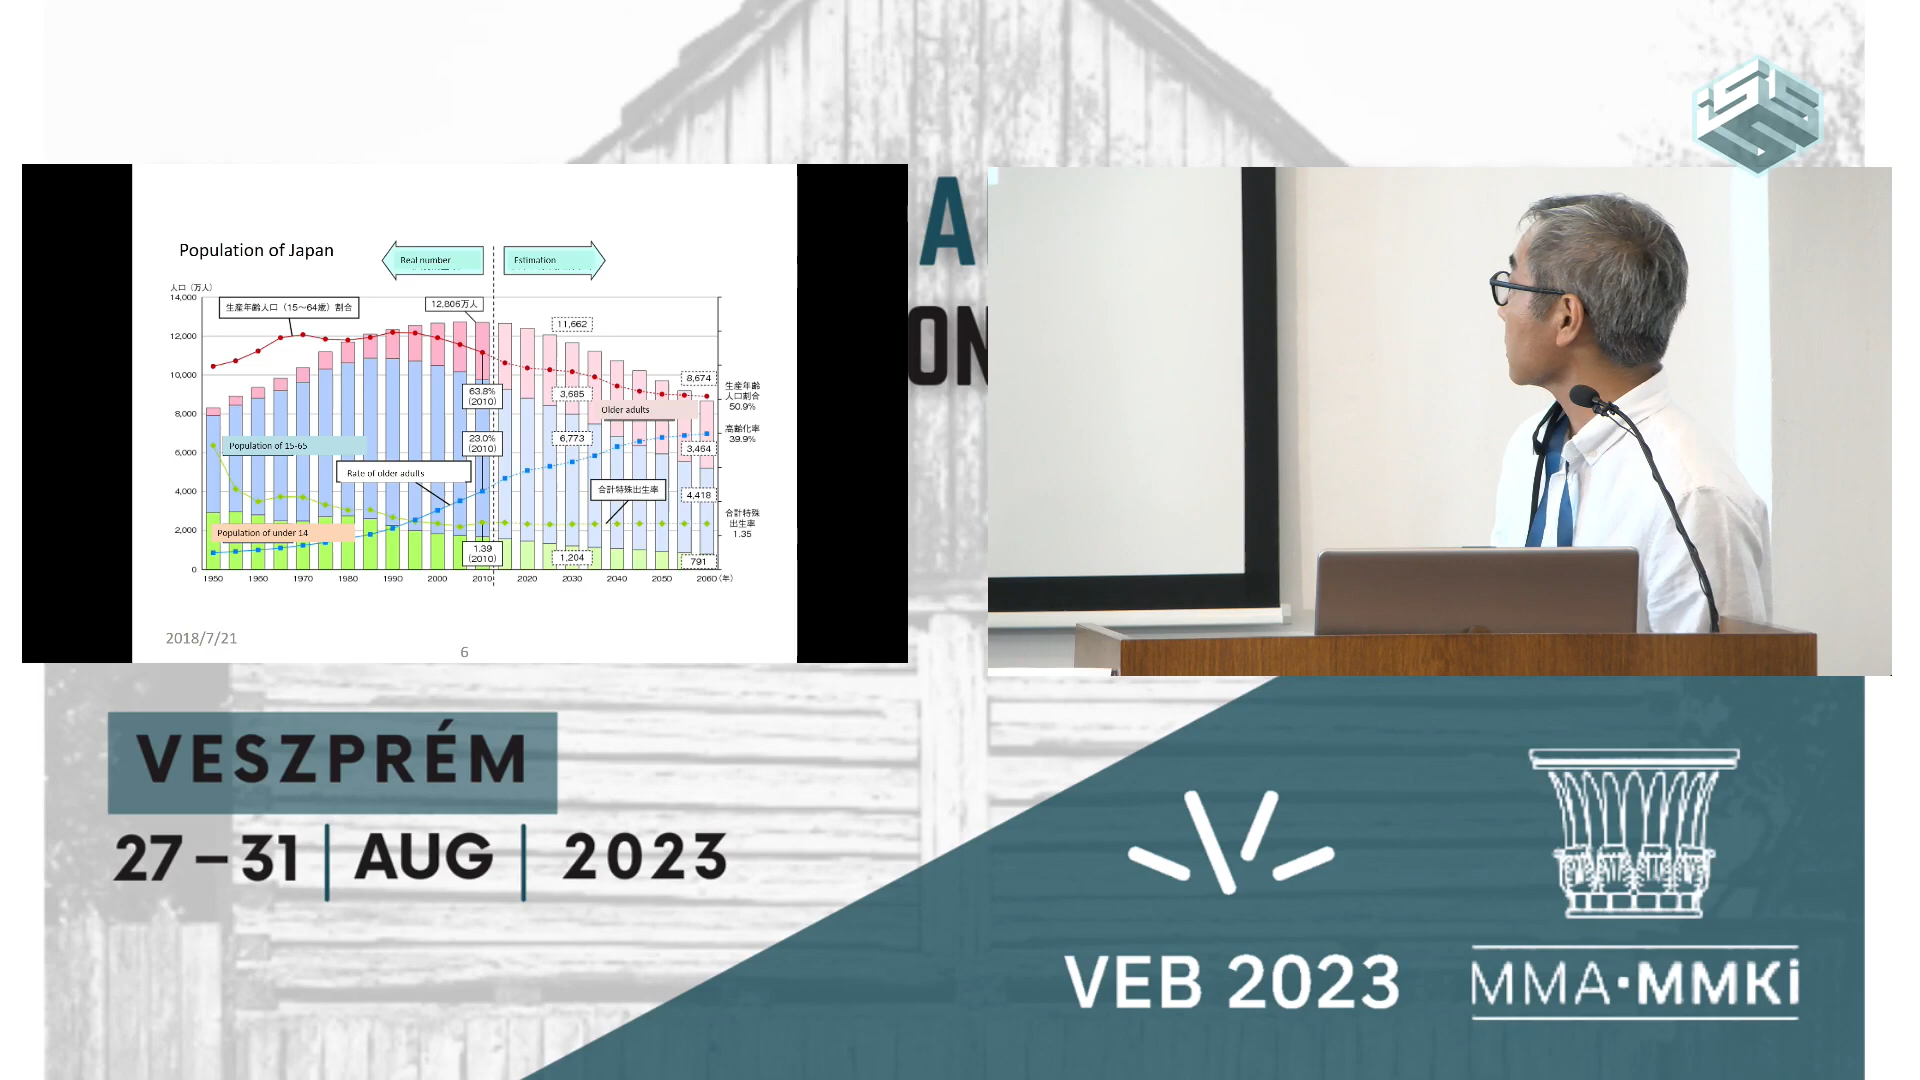 Population of Japan
Real number
Estimation
人口（万人）
14,000
12,000
10,000
8,000
6,000
4,000
2,000
0
生産年齢人口（15～64歳）割合
12,806万人
11,662
8,674
63.8%
(2010)
3,685
生産年齢
人口割合
50.9%
Older adults
高齢化率
39.9%
Population of 15-65
23.0%
(2010)
6,773
3,464
Rate of older adults
合計特殊出生率
4,418
合計特殊
出生率
1.35
Population of under 14
1.39
(2010)
1,204
791
1950 1960 1970 1980 1990 2000 2010 2020 2030 2040 2050 2060（年）
2018/7/21
6
A
ON
ISSS
VESZPRÉM
27–31 | AUG | 2023
VEB 2023
MMA·MMKi